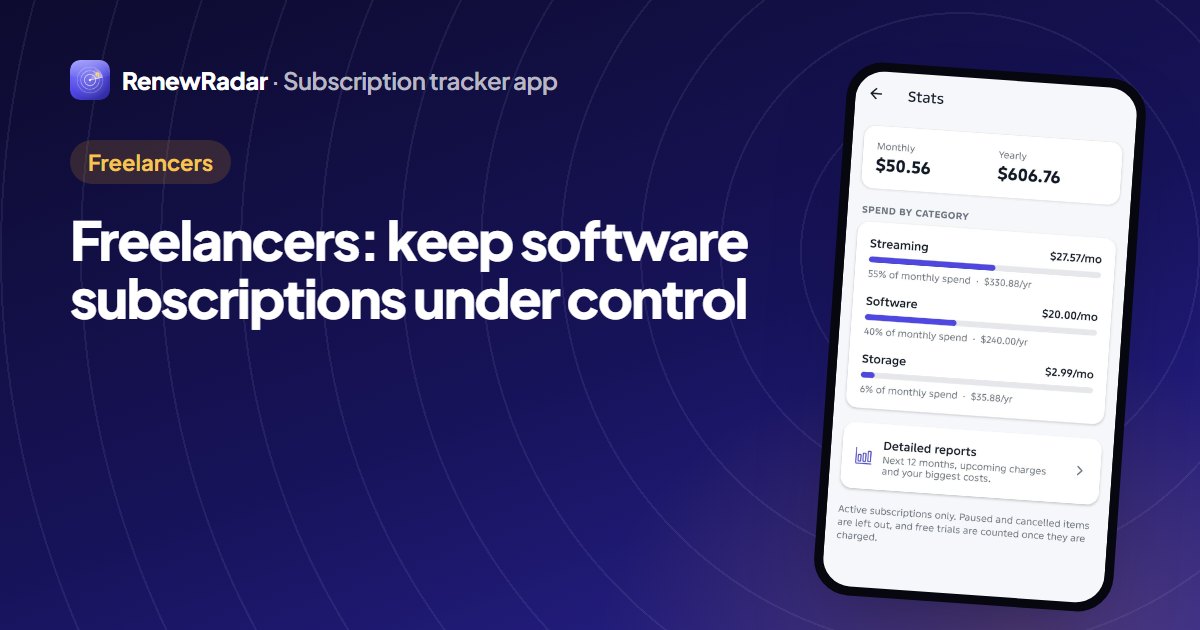 RenewRadar · Subscription tracker app
Freelancers
Freelancers: keep software
subscriptions under control
Stats
Monthly
$50.56
Yearly
$606.76
SPEND BY CATEGORY
Streaming
$27.57/mo
55% of monthly spend · $330.88/yr
Software
$20.00/mo
40% of monthly spend · $240.00/yr
Storage
$2.99/mo
6% of monthly spend · $35.88/yr
Detailed reports
Next 12 months, upcoming charges
and your biggest costs.
Active subscriptions only. Paused and cancelled items
are left out, and free trials are counted once they are
charged.